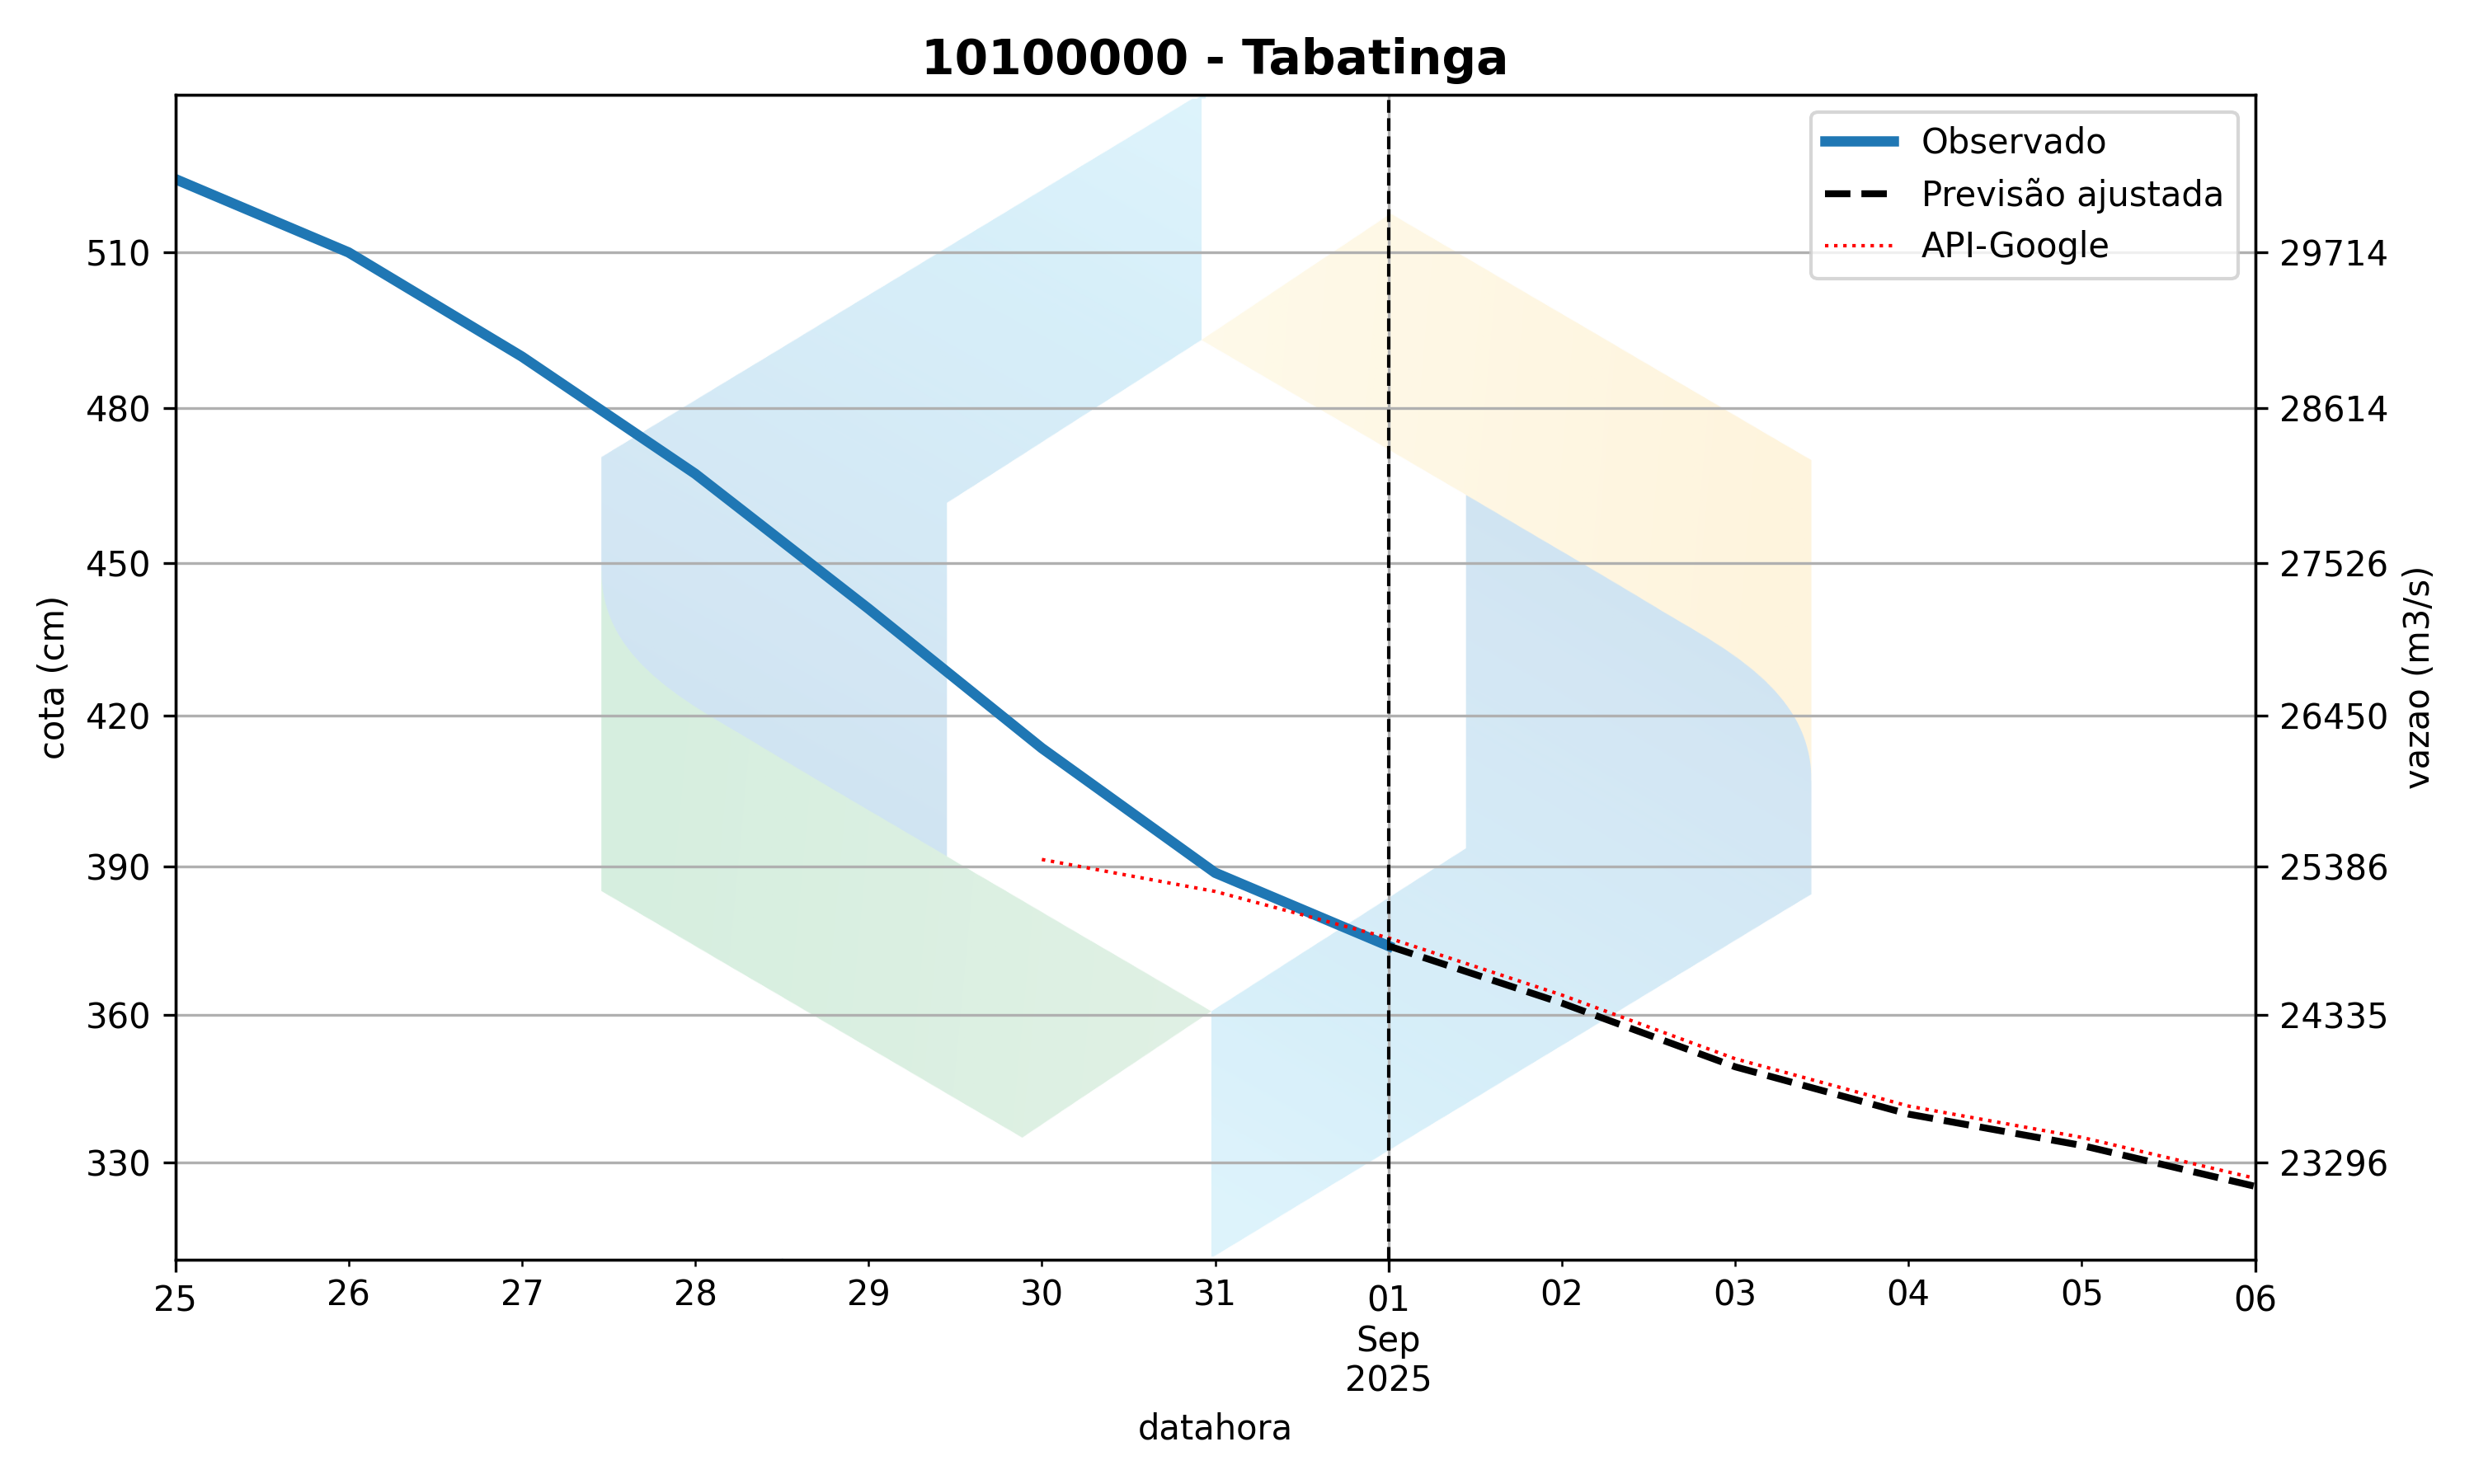 10100000 - Tabatinga
Observado
Previsão ajustada
API-Google
510
480
450
420
390
360
330
cota (cm)
29714
28614
27526
26450
25386
24335
23296
vazao (m3/s)
25 26 27 28 29 30 31 01 02 03 04 05 06
Sep
2025
datahora